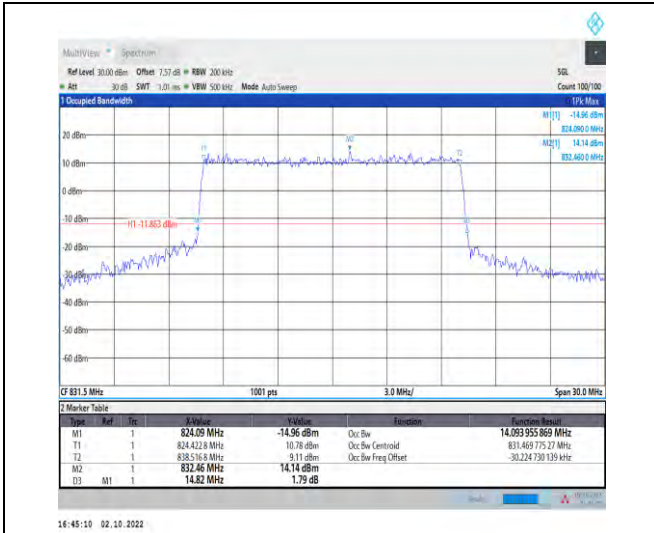 MultiView Spectrum
Ref Level 30.00 dBm Offset 7.57 dB RBW 200 kHz SGL
Att 30 dB SWT 1.01 ms VBW 500 kHz Mode Auto Sweep Count 100/100
1 Occupied Bandwidth 1Pk Max
M1[1] -14.96 dBm
824.090 0 MHz
M2[1] 14.14 dBm
832.460 0 MHz
20 dBm
M2
T1
T2
10 dBm
0 dBm
-10 dBm
H1 -11.863 dBm
M1
-20 dBm
-30 dBm
-40 dBm
-50 dBm
-60 dBm
CF 831.5 MHz 1001 pts 3.0 MHz/ Span 30.0 MHz
2 Marker Table
Type Ref Trc X-Value Y-Value Function Function Result
M1 1 824.09 MHz -14.96 dBm Occ Bw 14.093 955 869 MHz
T1 1 824.422 8 MHz 10.78 dBm Occ Bw Centroid 831.469 775 27 MHz
T2 1 838.516 8 MHz 9.11 dBm Occ Bw Freq Offset -30.224 730 139 kHz
M2 1 832.46 MHz 14.14 dBm
D3 M1 1 14.82 MHz 1.79 dB
16:45:10 02.10.2022